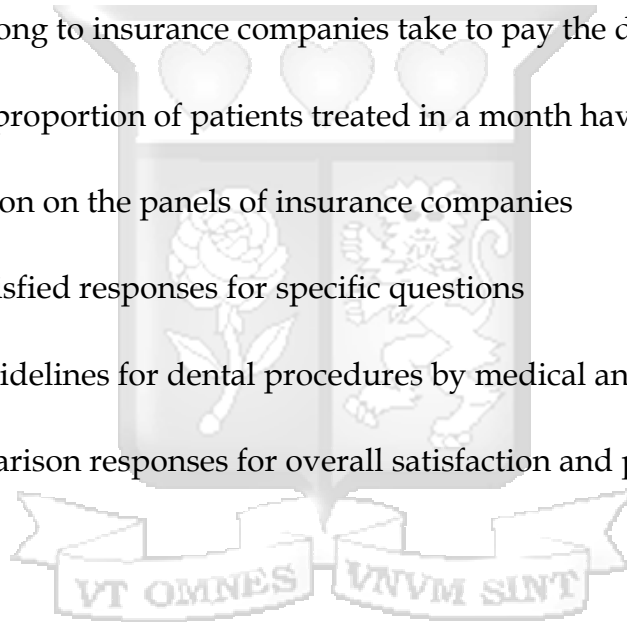 ong to insurance companies take to pay the d
proportion of patients treated in a month hav
on on the panels of insurance companies
sfied responses for specific questions
idelines for dental procedures by medical an
arison responses for overall satisfaction and p
VT OMNES VNVM SINT